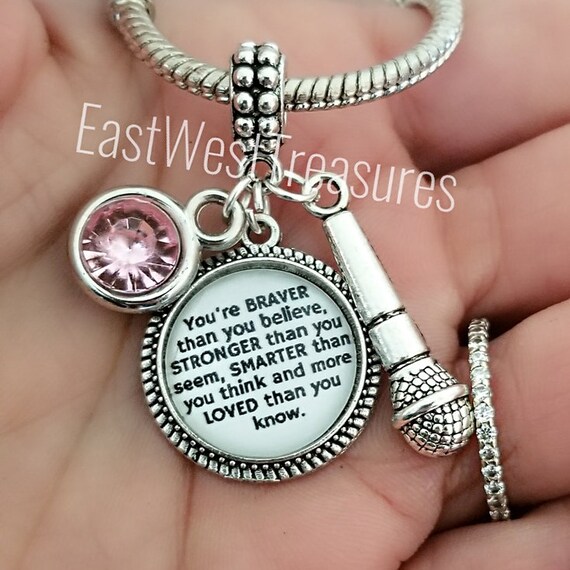 EastWestTreasures
You're BRAVER
than you believe,
STRONGER than you
seem, SMARTER than
you think and more
LOVED than you
know.